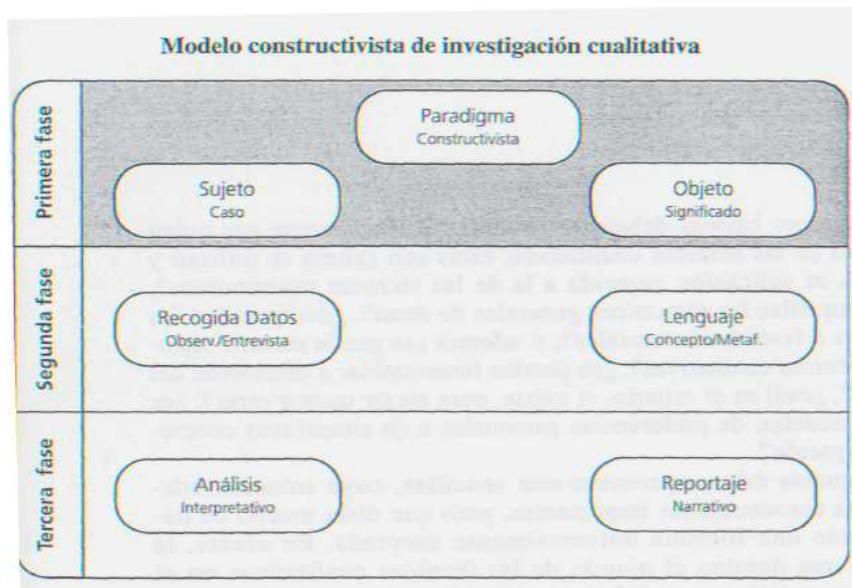 Modelo constructivista de investigación cualitativa
Primera fase
Paradigma
Constructivista
Sujeto
Caso
Objeto
Significado
Segunda fase
Recogida Datos
Observ./Entrevista
Lenguaje
Concepto/Metaf.
Tercera fase
Análisis
Interpretativo
Reportaje
Narrativo